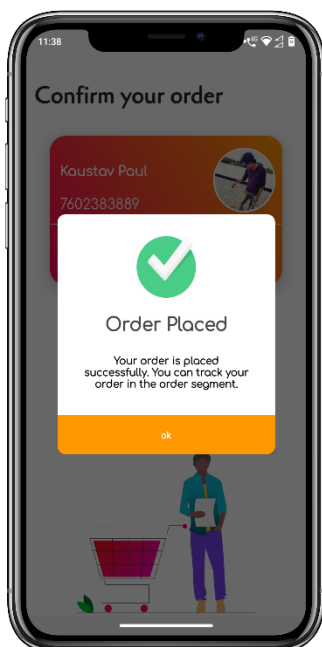 11:38
4G
Confirm your order
Kaustav Paul
7602383889
Order Placed
Your order is placed
successfully. You can track your
order in the order segment.
ok